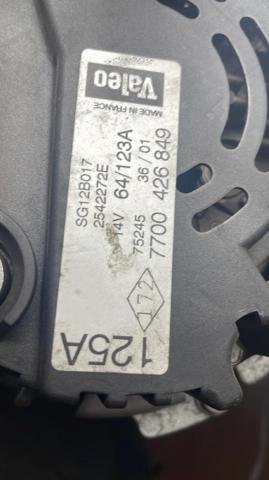 Valeo
MADE IN FRANCE
SG12B017
2542272E
14V 64/123A
75245 36/01
7700 426 849
172
125A